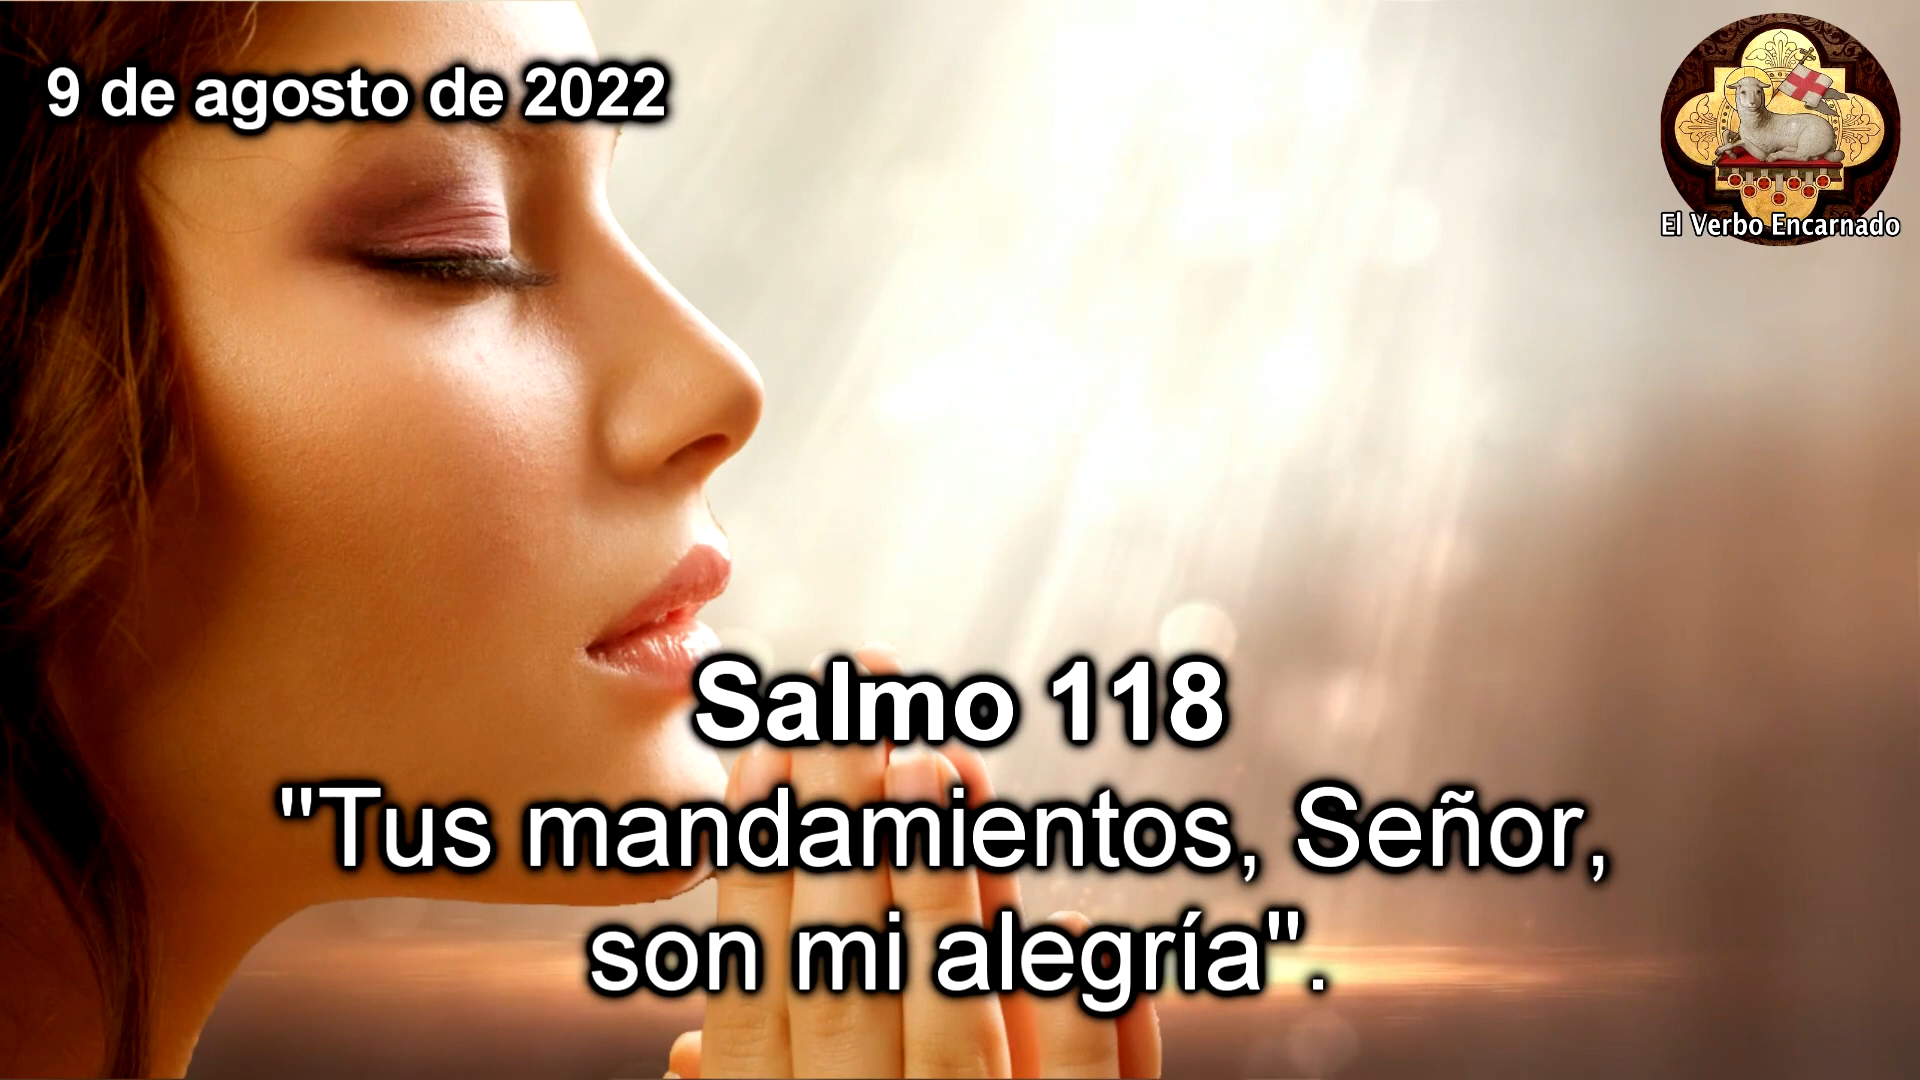 9 de agosto de 2022
El Verbo Encarnado
Salmo 118
"Tus mandamientos, Señor,
son mi alegría".